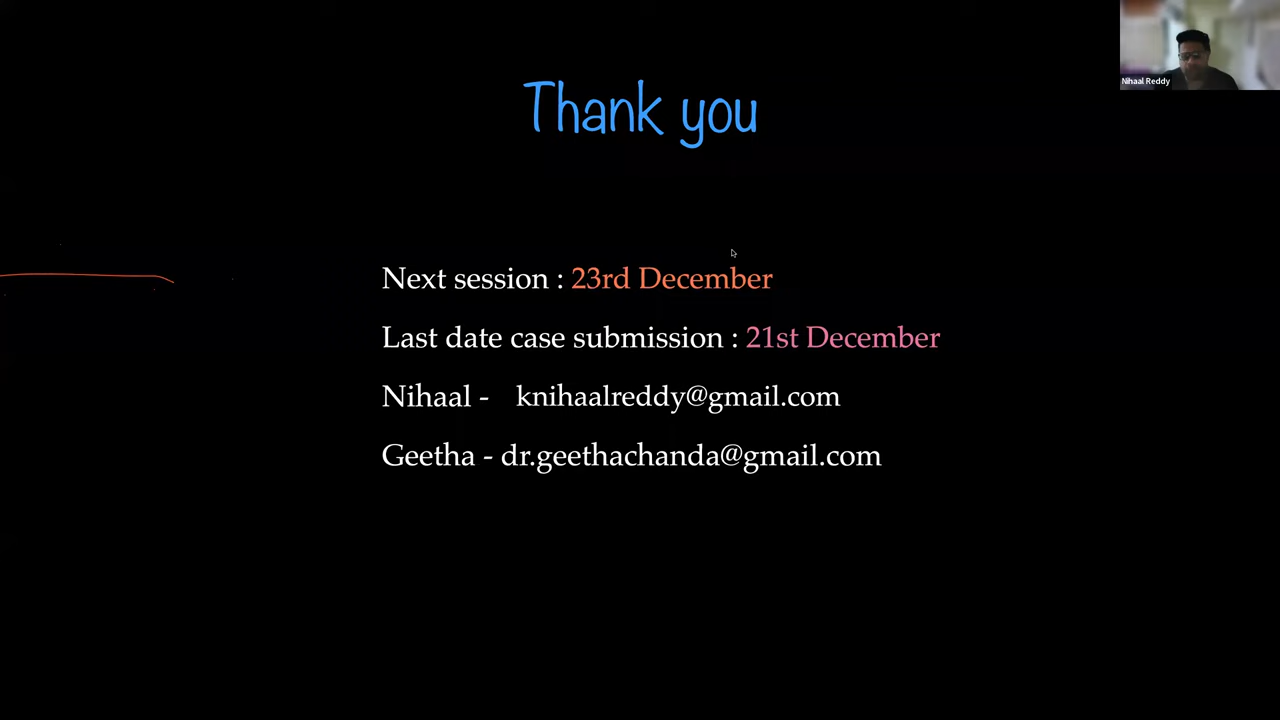 Thank you
Nihaal Reddy
Next session : 23rd December
Last date case submission : 21st December
Nihaal - knihaalreddy@gmail.com
Geetha - dr.geethachanda@gmail.com